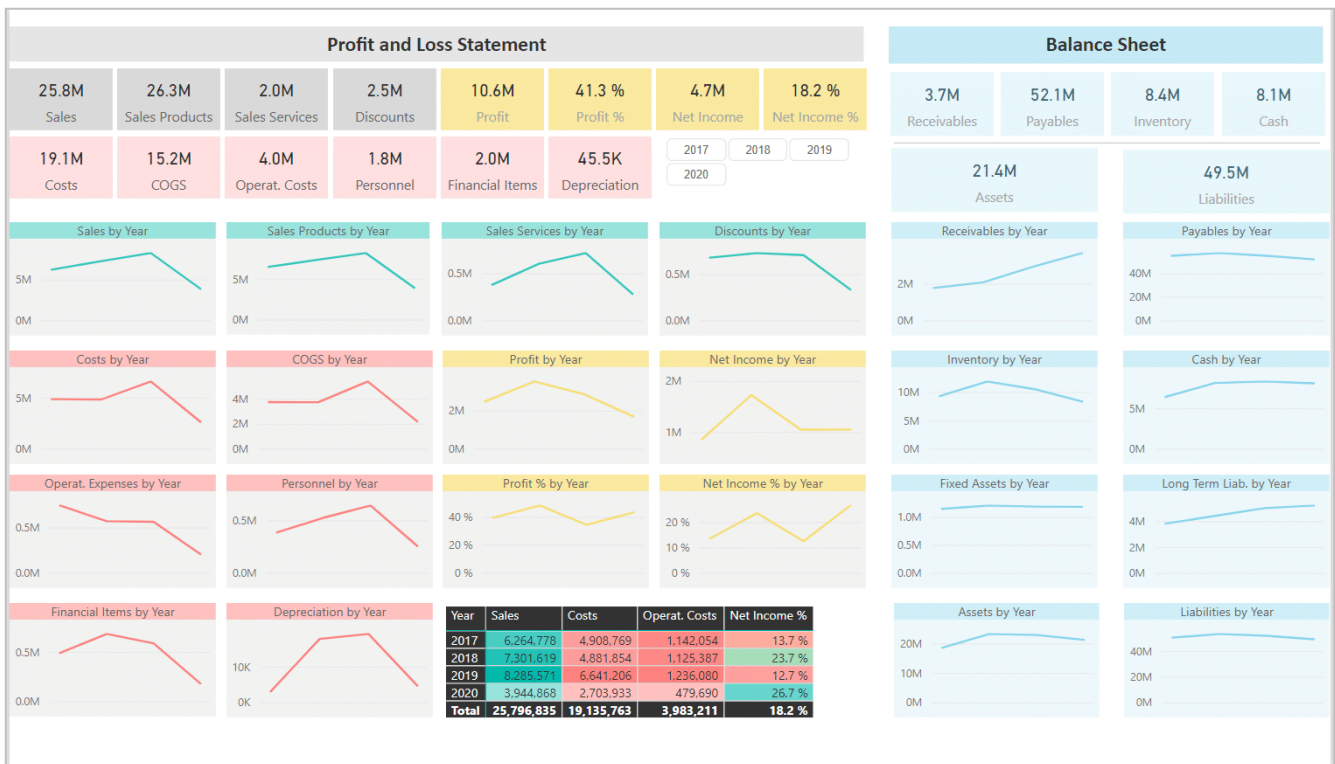 Profit and Loss Statement
Balance Sheet
25.8M 26.3M 2.0M 2.5M 10.6M 41.3 % 4.7M 18.2 %
Sales Sales Products Sales Services Discounts Profit Profit % Net Income Net Income %
3.7M 52.1M 8.4M 8.1M
Receivables Payables Inventory Cash
19.1M 15.2M 4.0M 1.8M 2.0M 45.5K
Costs COGS Operat. Costs Personnel Financial Items Depreciation
2017 2018 2019
2020
21.4M 49.5M
Assets Liabilities
Sales by Year
5M
0M
Sales Products by Year
5M
0M
Sales Services by Year
0.5M
0.0M
Discounts by Year
0.5M
0.0M
Receivables by Year
2M
0M
Payables by Year
40M
20M
0M
Costs by Year
5M
0M
COGS by Year
4M
2M
0M
Profit by Year
2M
0M
Net Income by Year
2M
1M
Inventory by Year
10M
5M
0M
Cash by Year
5M
0M
Operat. Expenses by Year
0.5M
0.0M
Personnel by Year
0.5M
0.0M
Profit % by Year
40 %
20 %
0 %
Net Income % by Year
20 %
10 %
0 %
Fixed Assets by Year
1.0M
0.5M
0.0M
Long Term Liab. by Year
4M
2M
0M
Financial Items by Year
0.5M
0.0M
Depreciation by Year
10K
0K
Year Sales Costs Operat. Costs Net Income %
2017 6,264,778 4,908,769 1,142,054 13.7 %
2018 7,301,619 4,881,854 1,125,387 23.7 %
2019 8,285,571 6,641,206 1,236,080 12.7 %
2020 3,944,868 2,703,933 479,690 26.7 %
Total 25,796,835 19,135,763 3,983,211 18.2 %
Assets by Year
20M
10M
0M
Liabilities by Year
40M
20M
0M